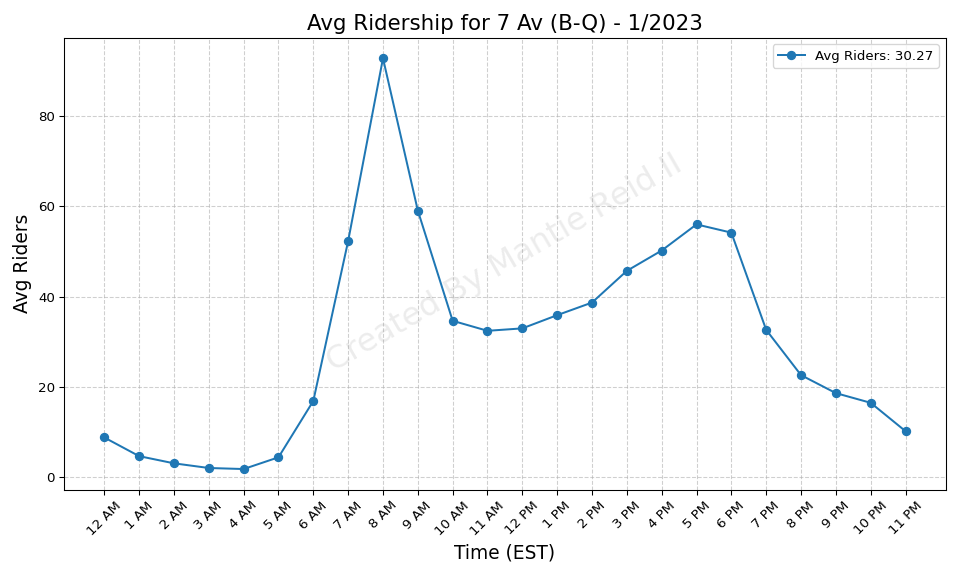 Avg Ridership for 7 Av (B-Q) - 1/2023
Avg Riders: 30.27
Avg Riders
80
60
40
20
0
Created By Mantie Reid II
12 AM
1 AM
2 AM
3 AM
4 AM
5 AM
6 AM
7 AM
8 AM
9 AM
10 AM
11 AM
12 PM
1 PM
2 PM
3 PM
4 PM
5 PM
6 PM
7 PM
8 PM
9 PM
10 PM
11 PM
Time (EST)